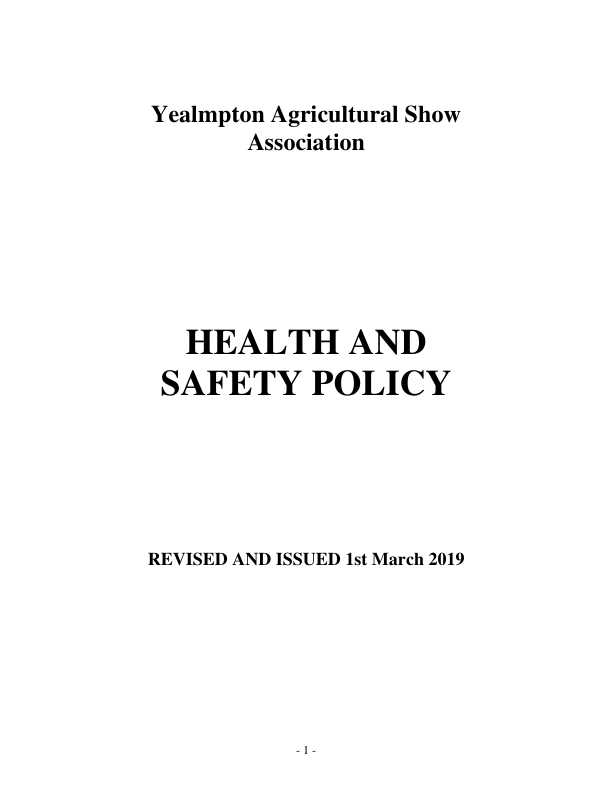 Yealmpton Agricultural Show
Association
HEALTH AND
SAFETY POLICY
REVISED AND ISSUED 1st March 2019
- 1 -